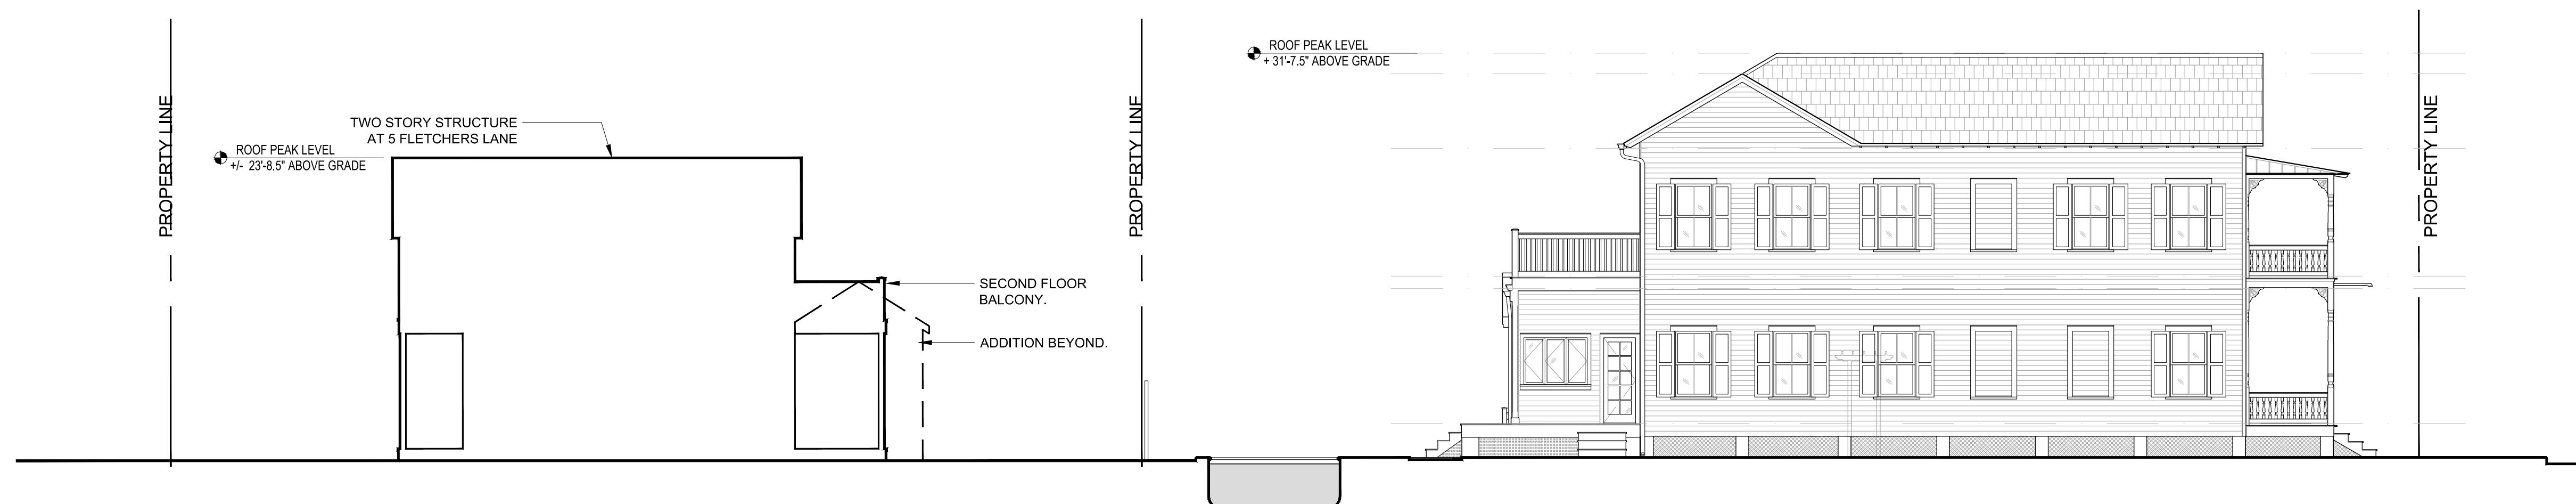 PROPERTY LINE
ROOF PEAK LEVEL
+/- 23'-8.5" ABOVE GRADE
TWO STORY STRUCTURE
AT 5 FLETCHERS LANE
SECOND FLOOR
BALCONY.
ADDITION BEYOND.
PROPERTY LINE
ROOF PEAK LEVEL
+ 31'-7.5" ABOVE GRADE
PROPERTY LINE